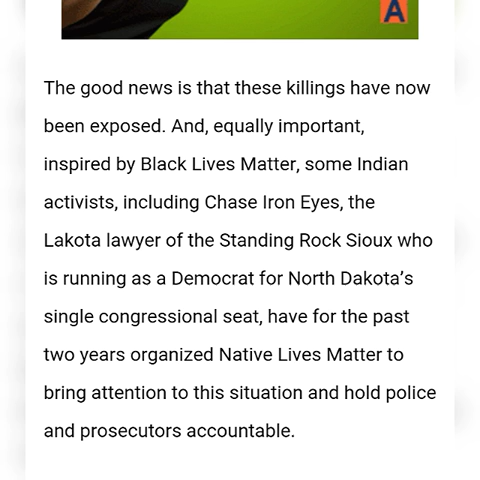 A
The good news is that these killings have now
been exposed. And, equally important,
inspired by Black Lives Matter, some Indian
activists, including Chase Iron Eyes, the
Lakota lawyer of the Standing Rock Sioux who
is running as a Democrat for North Dakota’s
single congressional seat, have for the past
two years organized Native Lives Matter to
bring attention to this situation and hold police
and prosecutors accountable.